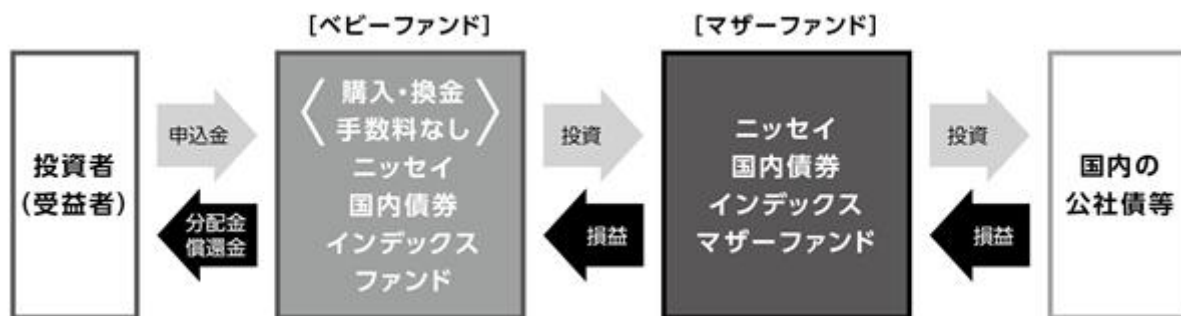 [ベビーファンド]
[マザーファンド]
投資者
(受益者)
申込金
分配金
償還金
〈購入・換金
手数料なし〉
ニッセイ
国内債券
インデックス
ファンド
投資
損益
ニッセイ
国内債券
インデックス
マザーファンド
投資
損益
国内の
公社債等